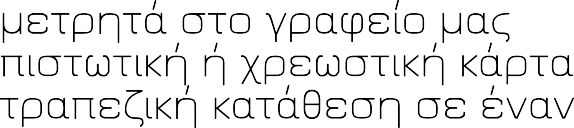 μετρητά στο γραφείο μας
πιστωτική ή χρεωστική κάρτα
τραπεζική κατάθεση σε έναν